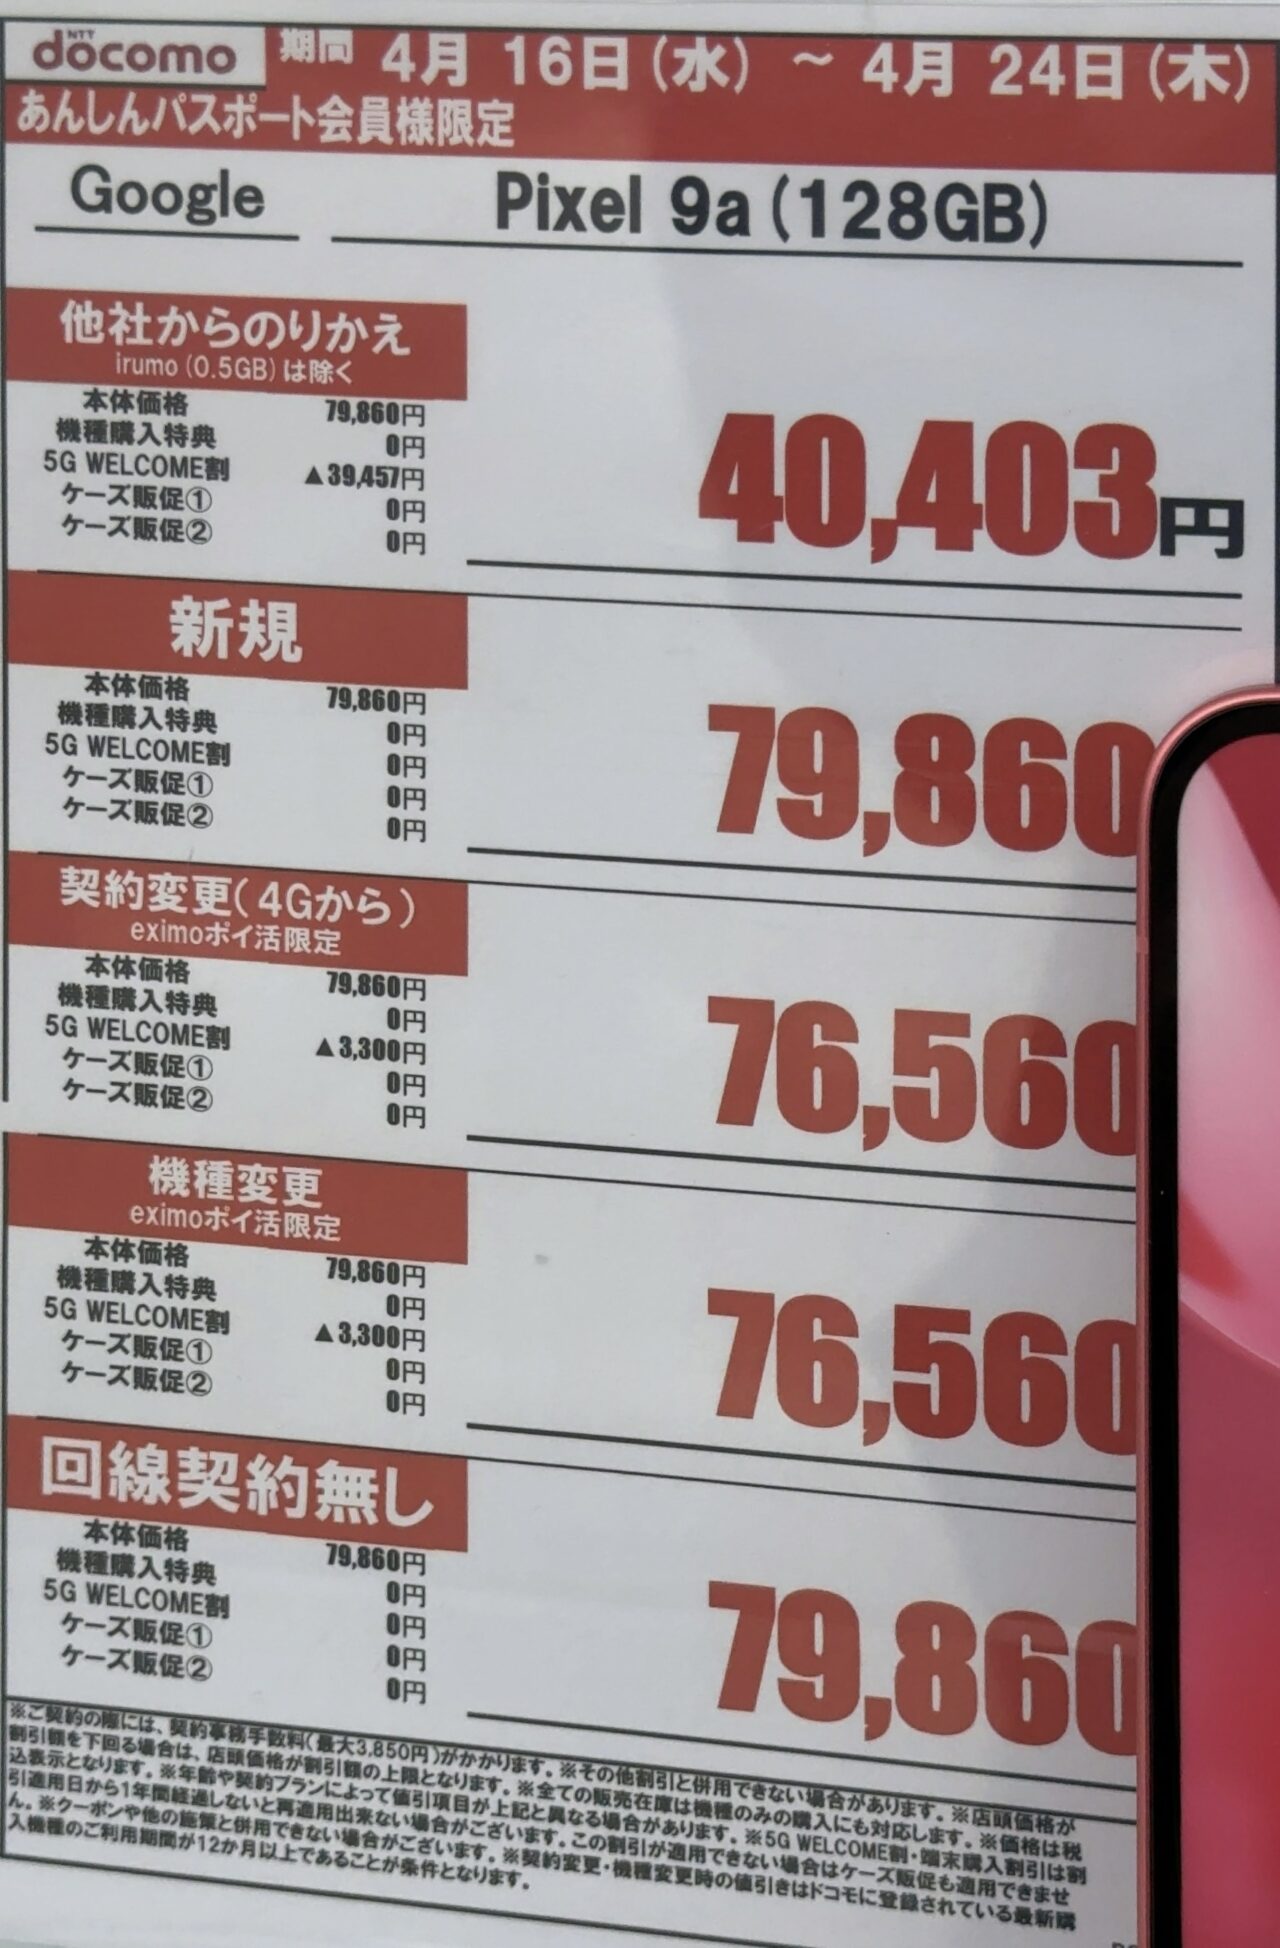 NTT docomo
期間 4月 16日(水) ～ 4月 24日(木)
あんしんパスポート会員様限定
Google Pixel 9a(128GB)
他社からのりかえ
irumo(0.5GB)は除く
本体価格 79,860円
機種購入特典 0円
5G WELCOME割 ▲39,457円
ケーズ販促① 0円
ケーズ販促② 0円
40,403円
新規
本体価格 79,860円
機種購入特典 0円
5G WELCOME割 0円
ケーズ販促① 0円
ケーズ販促② 0円
79,860
契約変更(4Gから)
eximoポイ活限定
本体価格 79,860円
機種購入特典 0円
5G WELCOME割 ▲3,300円
ケーズ販促① 0円
ケーズ販促② 0円
76,560
機種変更
eximoポイ活限定
本体価格 79,860円
機種購入特典 0円
5G WELCOME割 ▲3,300円
ケーズ販促① 0円
ケーズ販促② 0円
76,560
回線契約無し
本体価格 79,860円
機種購入特典 0円
5G WELCOME割 0円
ケーズ販促① 0円
ケーズ販促② 0円
79,860
※ご契約の際には、契約事務手数料(最大3,850円)がかかります。※その他割引と併用できない場合があります。※店頭価格が
割引額を下回る場合は、店頭価格が割引額の上限となります。※全ての販売在庫は機種のみの購入にも対応します。※価格は税
込表示となります。※年齢や契約プランによって値引項目が上記と異なる場合があります。※5G WELCOME割・端末購入割引は割
引適用日から1年間経過しないと再適用出来ない場合がございます。この割引が適用できない場合はケーズ販促も適用できませ
ん。※クーポンや他の施策と併用できない場合がございます。※契約変更・機種変更時の値引きはドコモに登録されている最新購
入機種のご利用期間が12か月以上であることが条件となります。